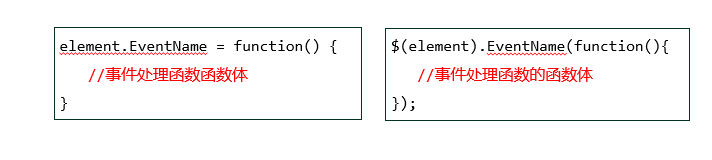 element.EventName = function() {
//事件处理函数函数体
}
$(element).EventName(function(){
//事件处理函数的函数体
});